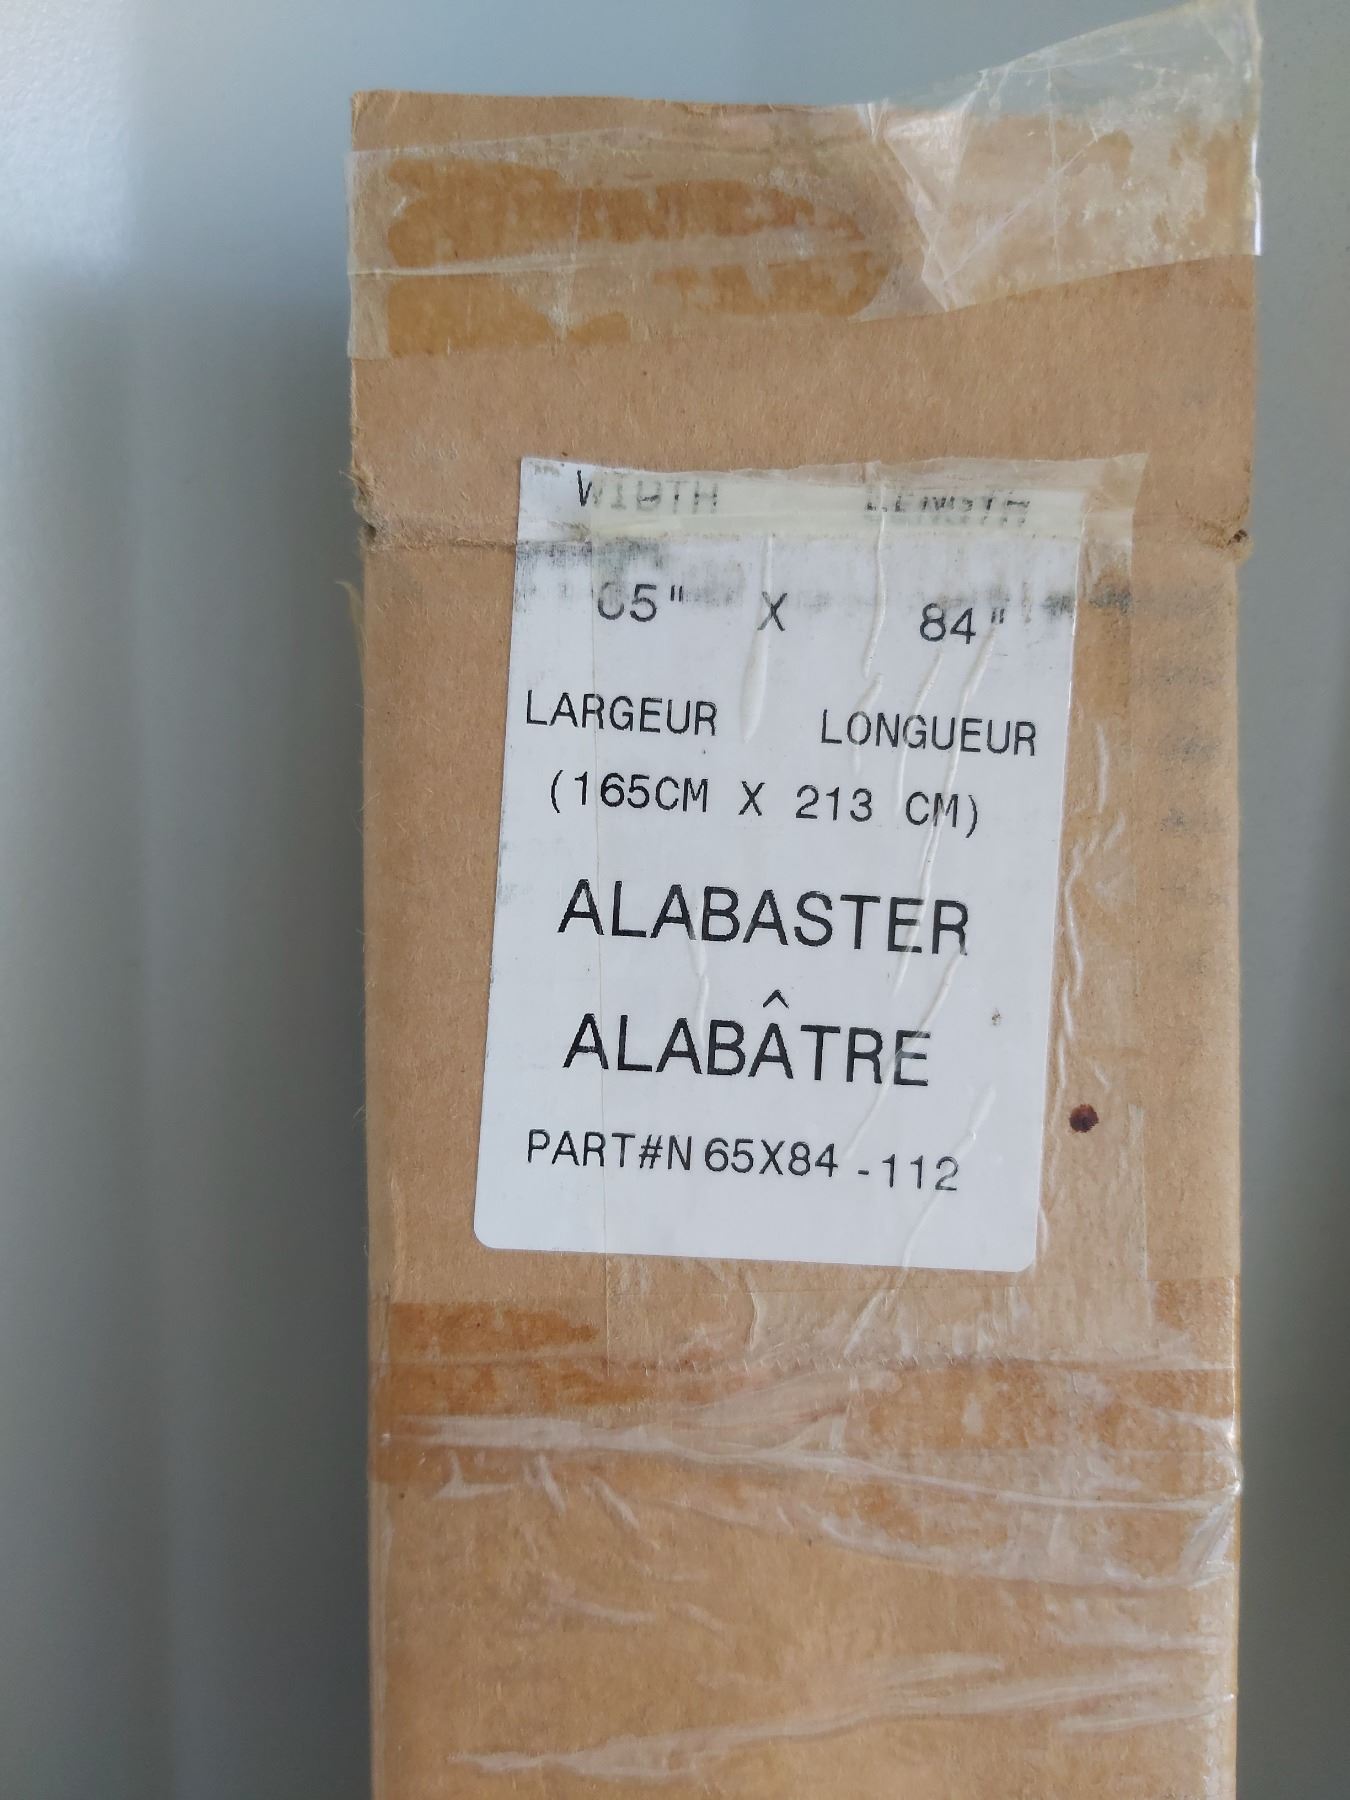 WIDTH LENGTH
65" X 84"
LARGEUR LONGUEUR
(165CM X 213 CM)
ALABASTER
ALABÂTRE
PART#N 65X84 -112